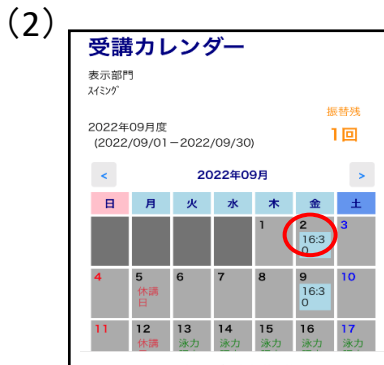 (2)
受講カレンダー
表示部門
スイミング
振替残
2022年09月度
1回
(2022/09/01－2022/09/30)
< 2022年09月 >
日 月 火 水 木 金 土
1 2 3
16:3
0
4 5 6 7 8 9 10
休講 16:3
日 0
11 12 13 14 15 16 17
休講 泳力 泳力 泳力 泳力 泳力